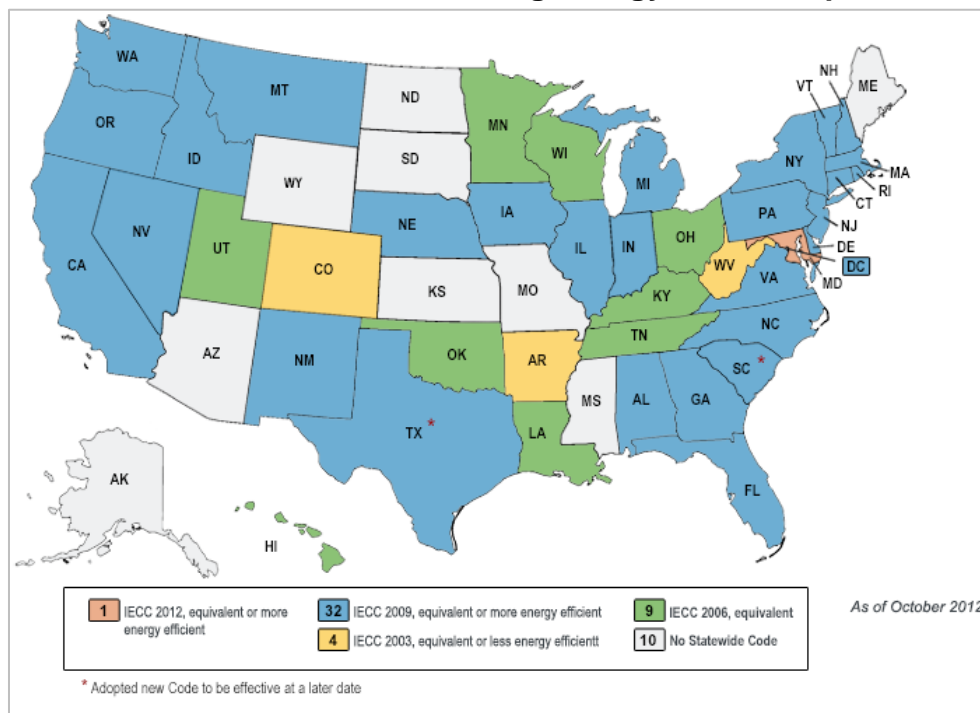 WA
MT
ND
MN
VT
NH
ME
OR
ID
SD
WI
NY
MA
WY
MI
RI
CT
PA
NE
IA
NJ
NV
IL
IN
OH
DE
UT
DC
CA
CO
WV
VA
MD
KS
MO
KY
NC
TN
AZ
NM
OK
AR
SC *
MS
AL
GA
TX *
LA
AK
FL
HI
1 IECC 2012, equivalent or more
energy efficient
32 IECC 2009, equivalent or more energy efficient
4 IECC 2003, equivalent or less energy efficientt
9 IECC 2006, equivalent
10 No Statewide Code
As of October 2012
* Adopted new Code to be effective at a later date